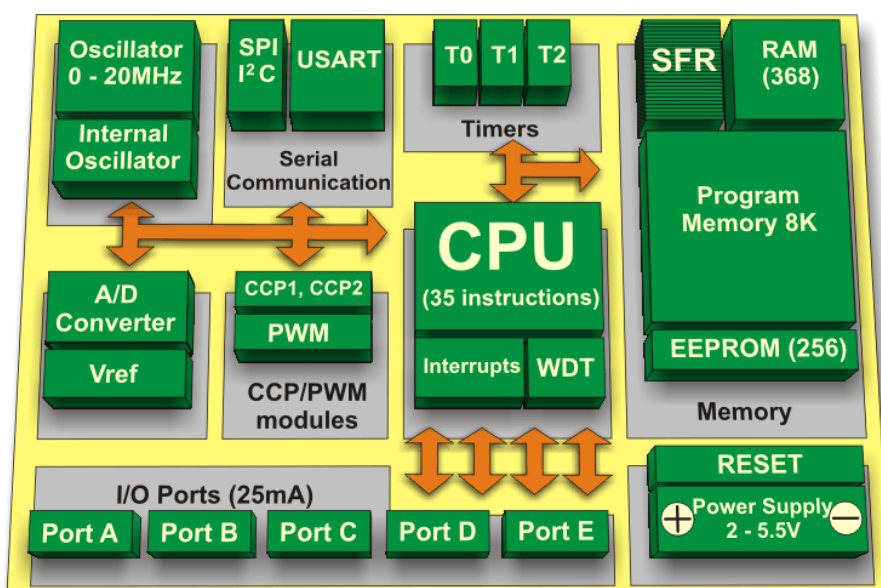 Oscillator
0 - 20MHz
Internal
Oscillator
SPI
I²C
USART
Serial
Communication
T0
T1
T2
Timers
SFR
RAM
(368)
Program
Memory 8K
EEPROM (256)
Memory
CPU
(35 instructions)
Interrupts
WDT
A/D
Converter
Vref
CCP1, CCP2
PWM
CCP/PWM
modules
I/O Ports (25mA)
Port A
Port B
Port C
Port D
Port E
RESET
+
Power Supply
2 - 5.5V
−